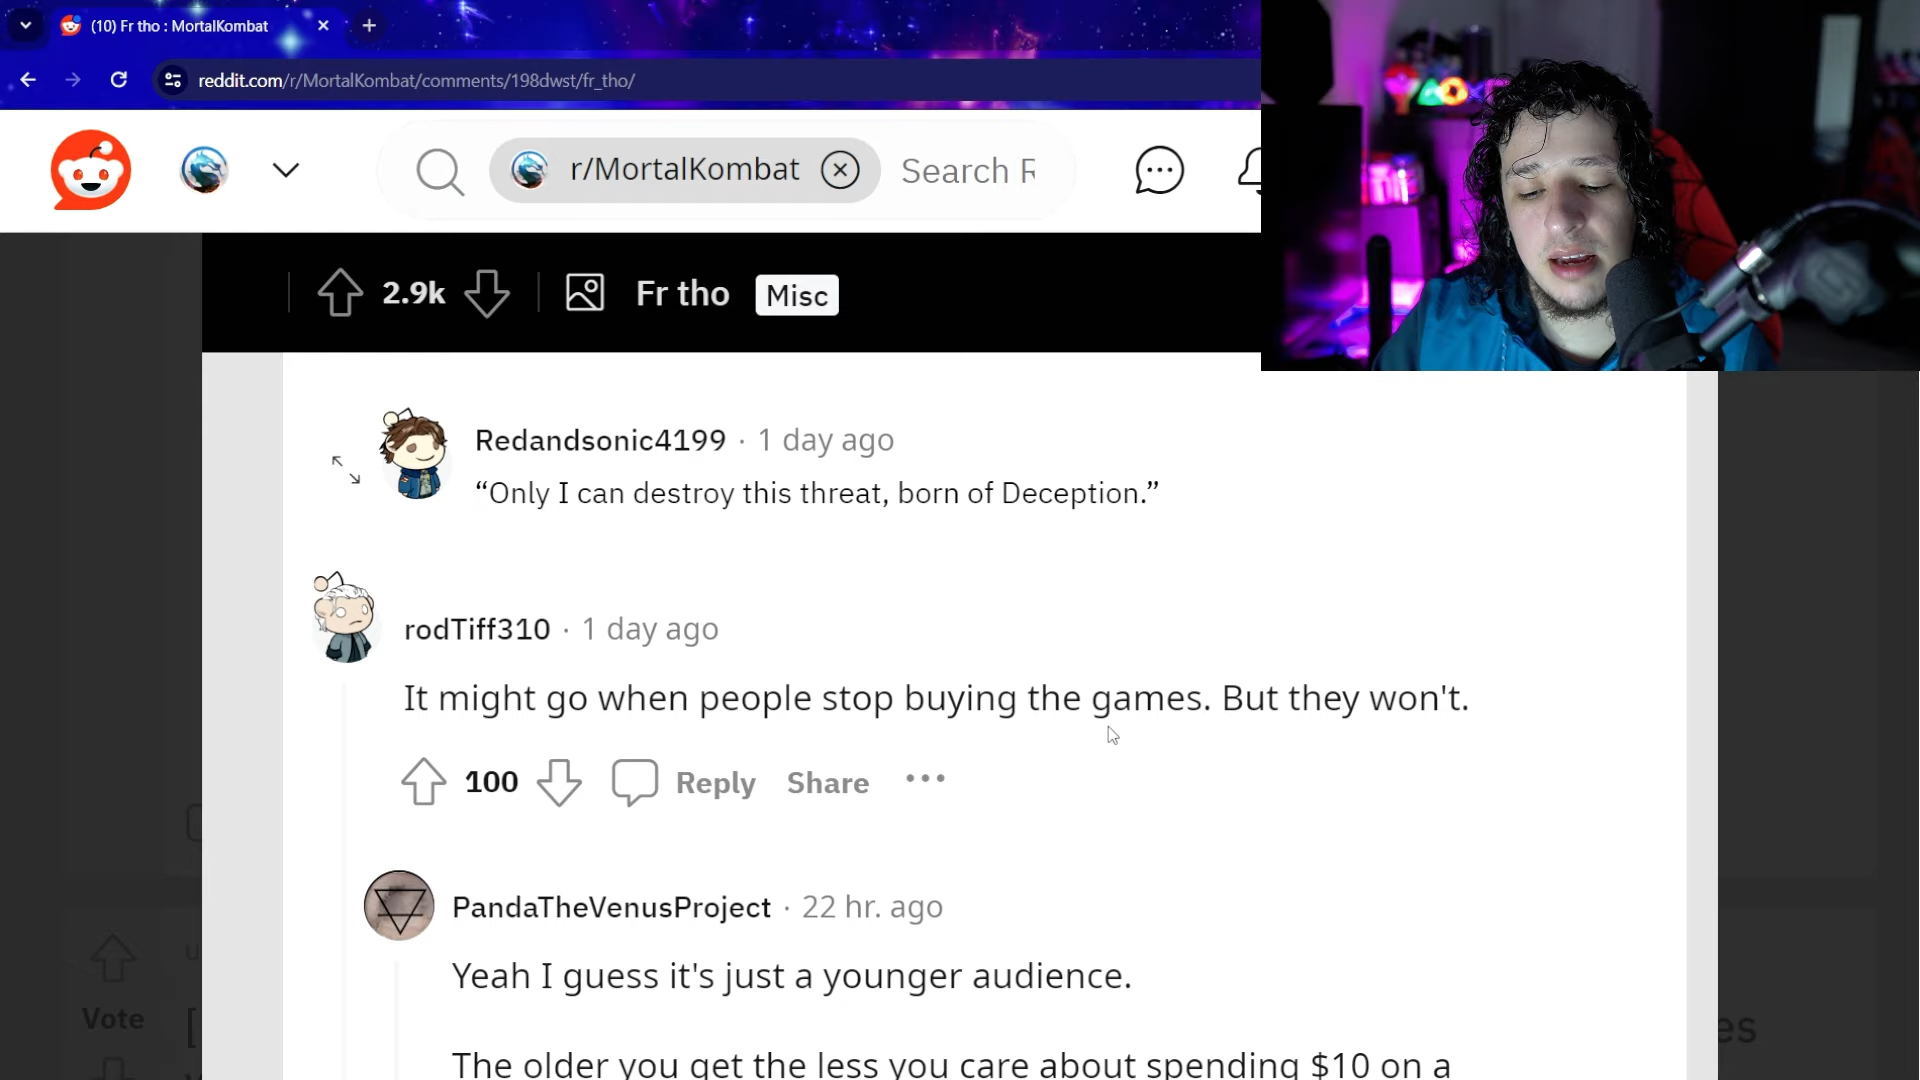 (10) Fr tho : MortalKombat
reddit.com/r/MortalKombat/comments/198dwst/fr_tho/
r/MortalKombat
Search R
2.9k
Fr tho
Misc
Redandsonic4199 · 1 day ago
“Only I can destroy this threat, born of Deception.”
rodTiff310 · 1 day ago
It might go when people stop buying the games. But they won't.
100
Reply
Share
PandaTheVenusProject · 22 hr. ago
Yeah I guess it's just a younger audience.
The older you get the less you care about spending $10 on a
Vote
es